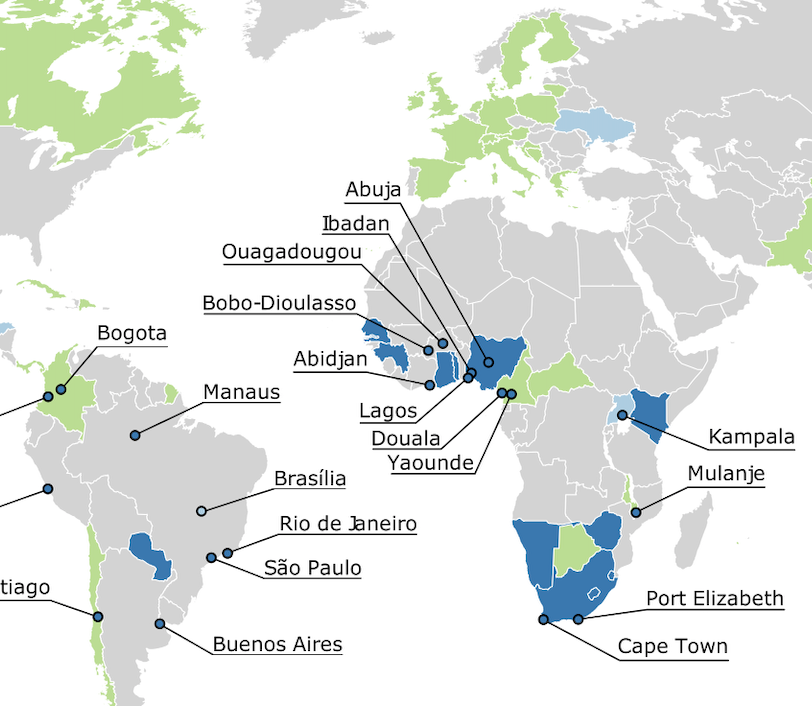 Abuja
Ibadan
Ouagadougou
Bobo-Dioulasso
Bogota
Abidjan
Manaus
Lagos
Douala
Kampala
Yaounde
Mulanje
Brasília
Rio de Janeiro
São Paulo
tiago
Port Elizabeth
Buenos Aires
Cape Town